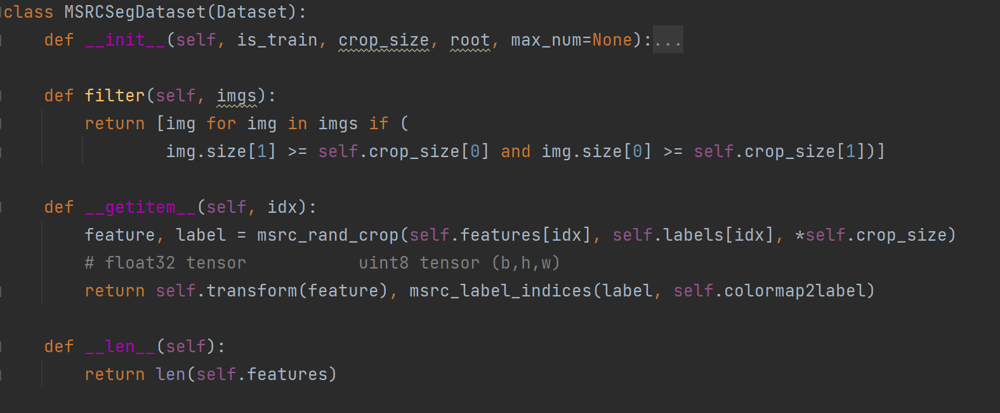 class MSRCSegDataset(Dataset):
    def __init__(self, is_train, crop_size, root, max_num=None):...
    def filter(self, imgs):
        return [img for img in imgs if (
                img.size[1] >= self.crop_size[0] and img.size[0] >= self.crop_size[1])]
    def __getitem__(self, idx):
        feature, label = msrc_rand_crop(self.features[idx], self.labels[idx], *self.crop_size)
        # float32 tensor           uint8 tensor (b,h,w)
        return self.transform(feature), msrc_label_indices(label, self.colormap2label)
    def __len__(self):
        return len(self.features)